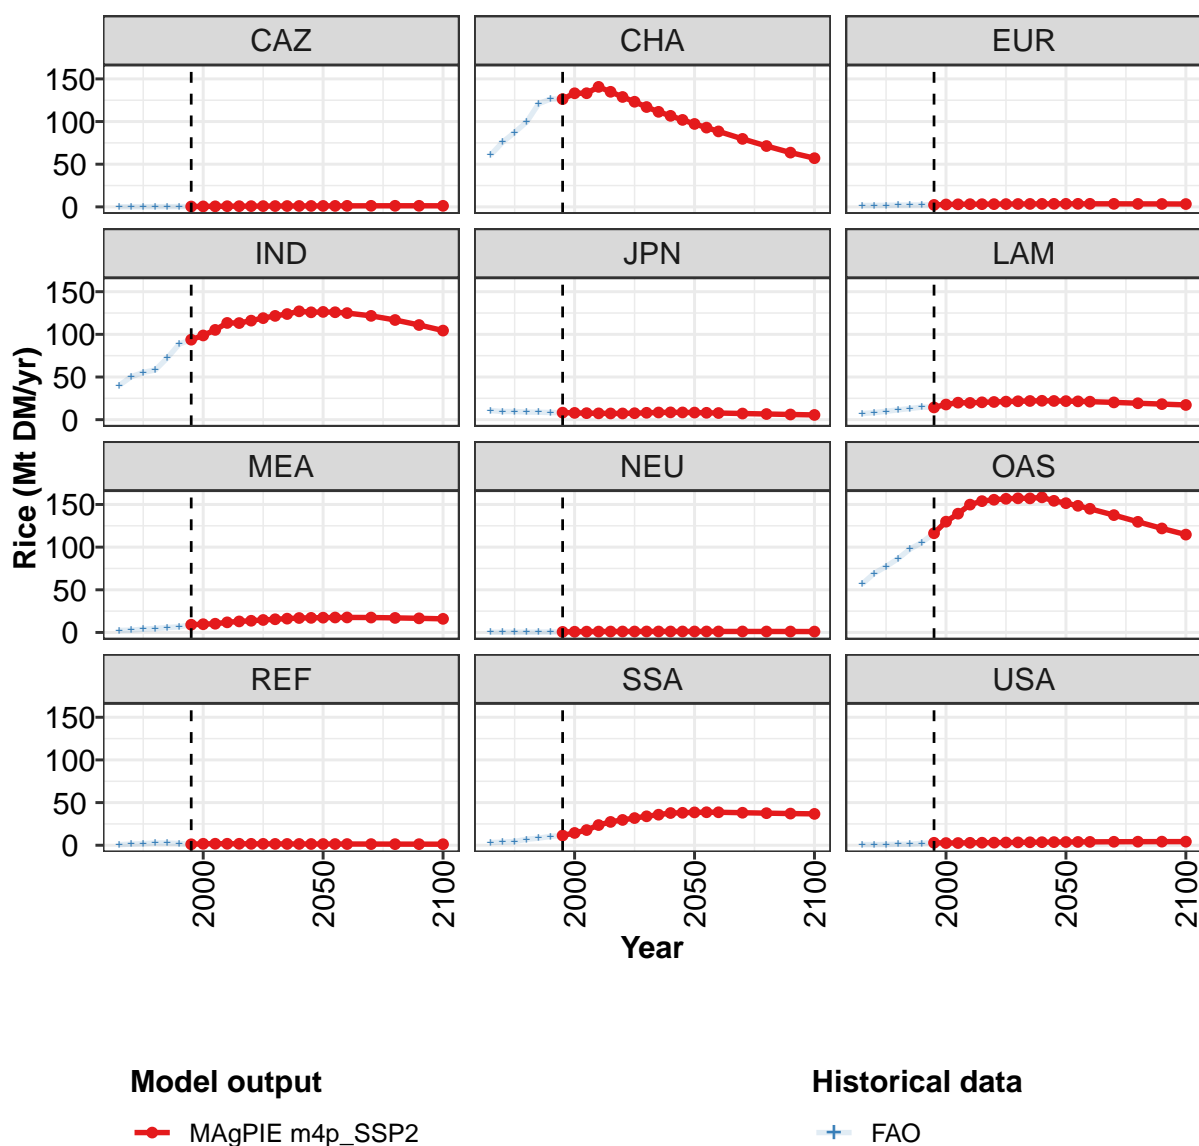 CAZ CHA EUR
150
100
50
0
IND JPN LAM
150
100
50
0
MEA NEU OAS
150
100
50
0
REF SSA USA
150
100
50
0
Rice (Mt DM/yr)
2000 2050 2100 2000 2050 2100 2000 2050 2100
Year
Model output Historical data
MAgPIE m4p_SSP2 FAO